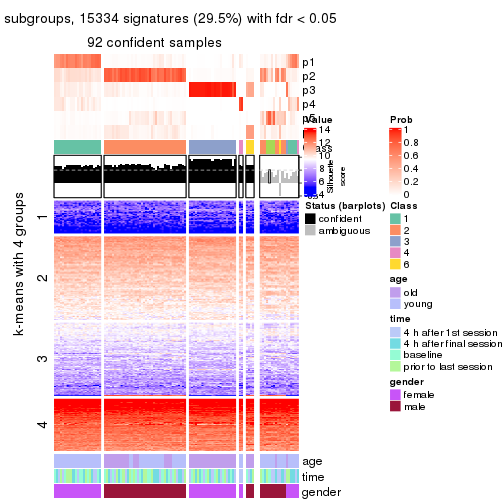 subgroups, 15334 signatures (29.5%) with fdr < 0.05
92 confident samples
p1
p2
p3
p4
p5
Class
Silhouette
score
1
2
3
4
k-means with 4 groups
age
time
gender
Value
14
12
10
8
6
4
Prob
1
0.8
0.6
0.4
0.2
0
Status (barplots)
confident
ambiguous
Class
1
2
3
4
6
age
old
young
time
4 h after 1st session
4 h after final session
baseline
prior to last session
gender
female
male